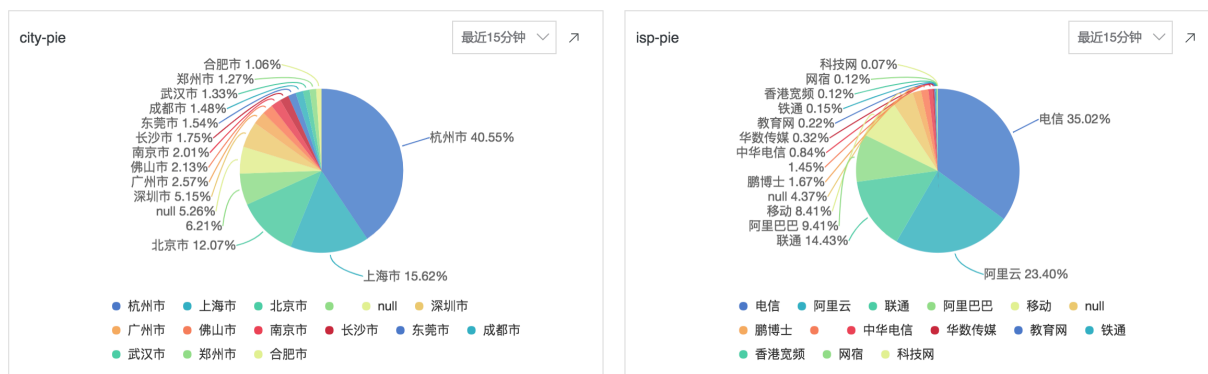 city-pie
最近15分钟
合肥市 1.06%
郑州市 1.27%
武汉市 1.33%
成都市 1.48%
东莞市 1.54%
长沙市 1.75%
南京市 2.01%
佛山市 2.13%
广州市 2.57%
深圳市 5.15%
null 5.26%
6.21%
北京市 12.07%
上海市 15.62%
杭州市 40.55%
杭州市 上海市 北京市 null 深圳市
广州市 佛山市 南京市 长沙市 东莞市 成都市
武汉市 郑州市 合肥市
isp-pie
最近15分钟
科技网 0.07%
网宿 0.12%
香港宽频 0.12%
铁通 0.15%
教育网 0.22%
华数传媒 0.32%
中华电信 0.84%
1.45%
鹏博士 1.67%
null 4.37%
移动 8.41%
阿里巴巴 9.41%
联通 14.43%
阿里云 23.40%
电信 35.02%
电信 阿里云 联通 阿里巴巴 移动 null
鹏博士 中华电信 华数传媒 教育网 铁通
香港宽频 网宿 科技网